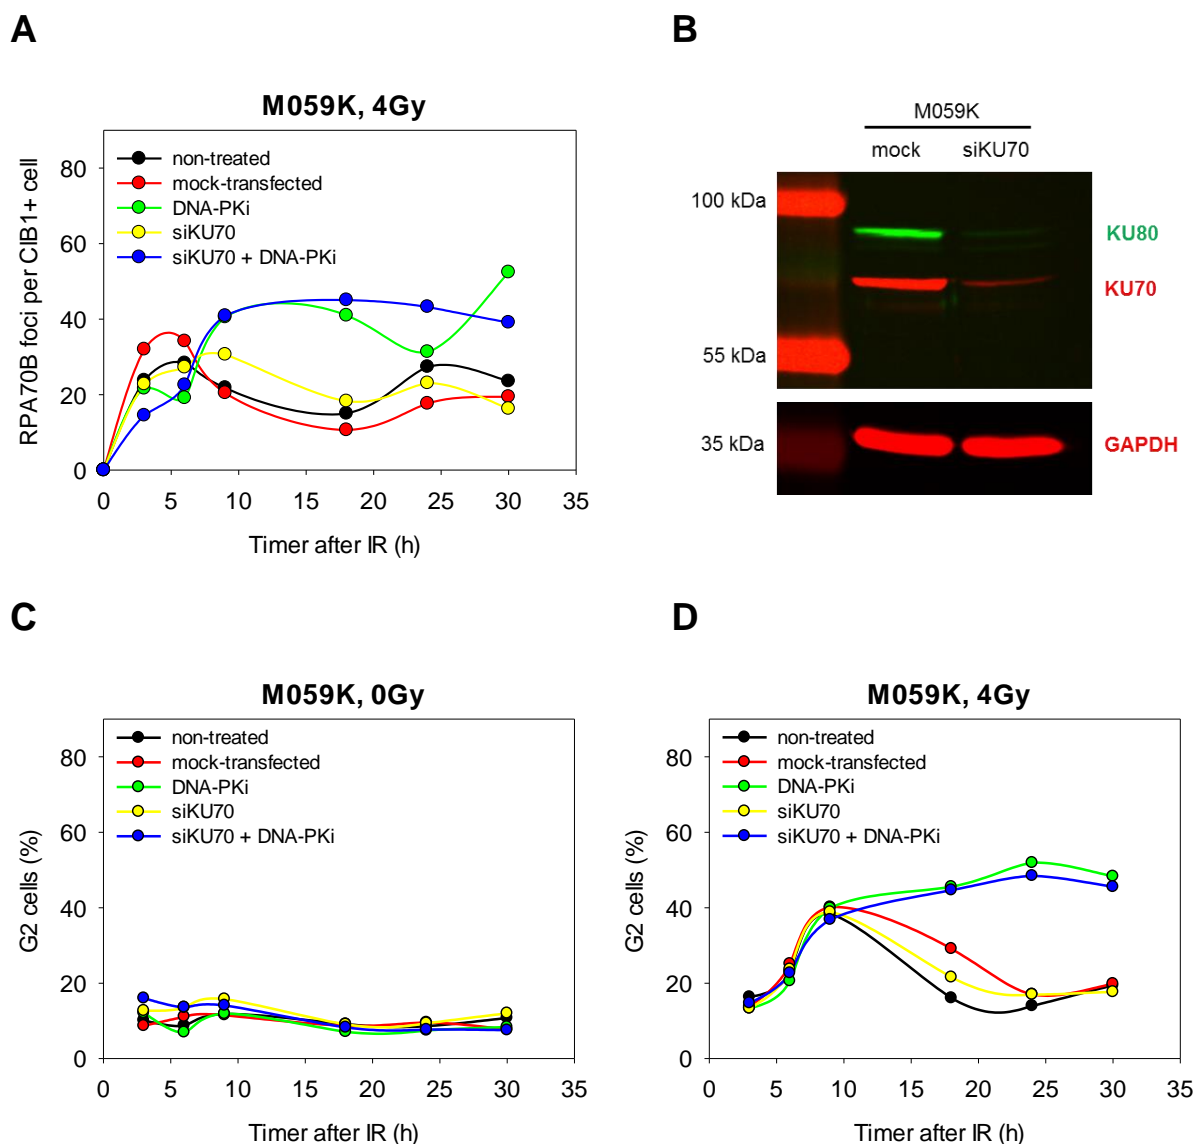 A
M059K, 4Gy
non-treated
mock-transfected
DNA-PKi
siKU70
siKU70 + DNA-PKi
RPA70B foci per CIB1+ cell
80
60
40
20
0
0 5 10 15 20 25 30 35
Timer after IR (h)
B
M059K
mock siKU70
100 kDa
KU80
KU70
55 kDa
35 kDa
GAPDH
C
M059K, 0Gy
non-treated
mock-transfected
DNA-PKi
siKU70
siKU70 + DNA-PKi
G2 cells (%)
80
60
40
20
0
0 5 10 15 20 25 30 35
Timer after IR (h)
D
M059K, 4Gy
non-treated
mock-transfected
DNA-PKi
siKU70
siKU70 + DNA-PKi
G2 cells (%)
80
60
40
20
0
0 5 10 15 20 25 30 35
Timer after IR (h)